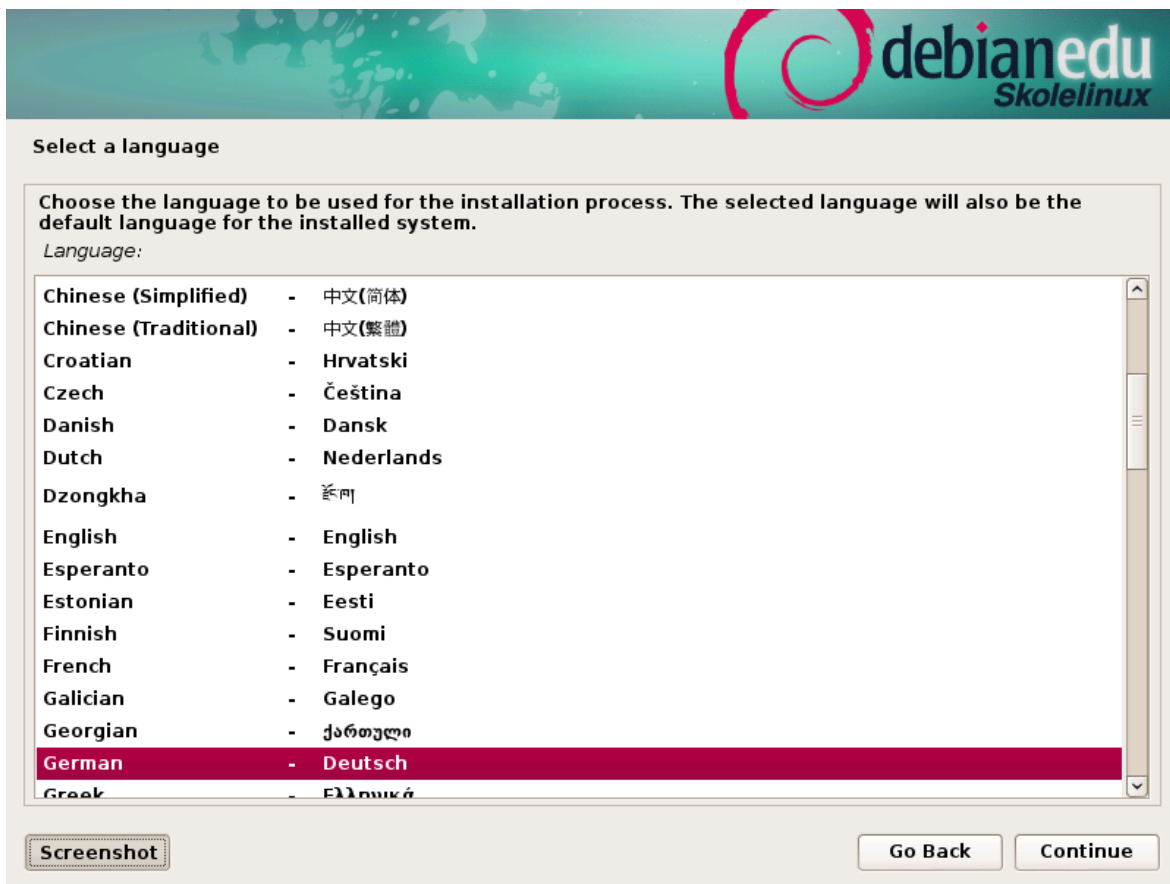 debianedu
Skolelinux
Select a language
Choose the language to be used for the installation process. The selected language will also be the
default language for the installed system.
Language:
Chinese (Simplified) - 中文(简体)
Chinese (Traditional) - 中文(繁體)
Croatian - Hrvatski
Czech - Čeština
Danish - Dansk
Dutch - Nederlands
Dzongkha - རྫོང་ཁ།
English - English
Esperanto - Esperanto
Estonian - Eesti
Finnish - Suomi
French - Français
Galician - Galego
Georgian - ქართული
German - Deutsch
Greek - Ελληνικά
Screenshot Go Back Continue